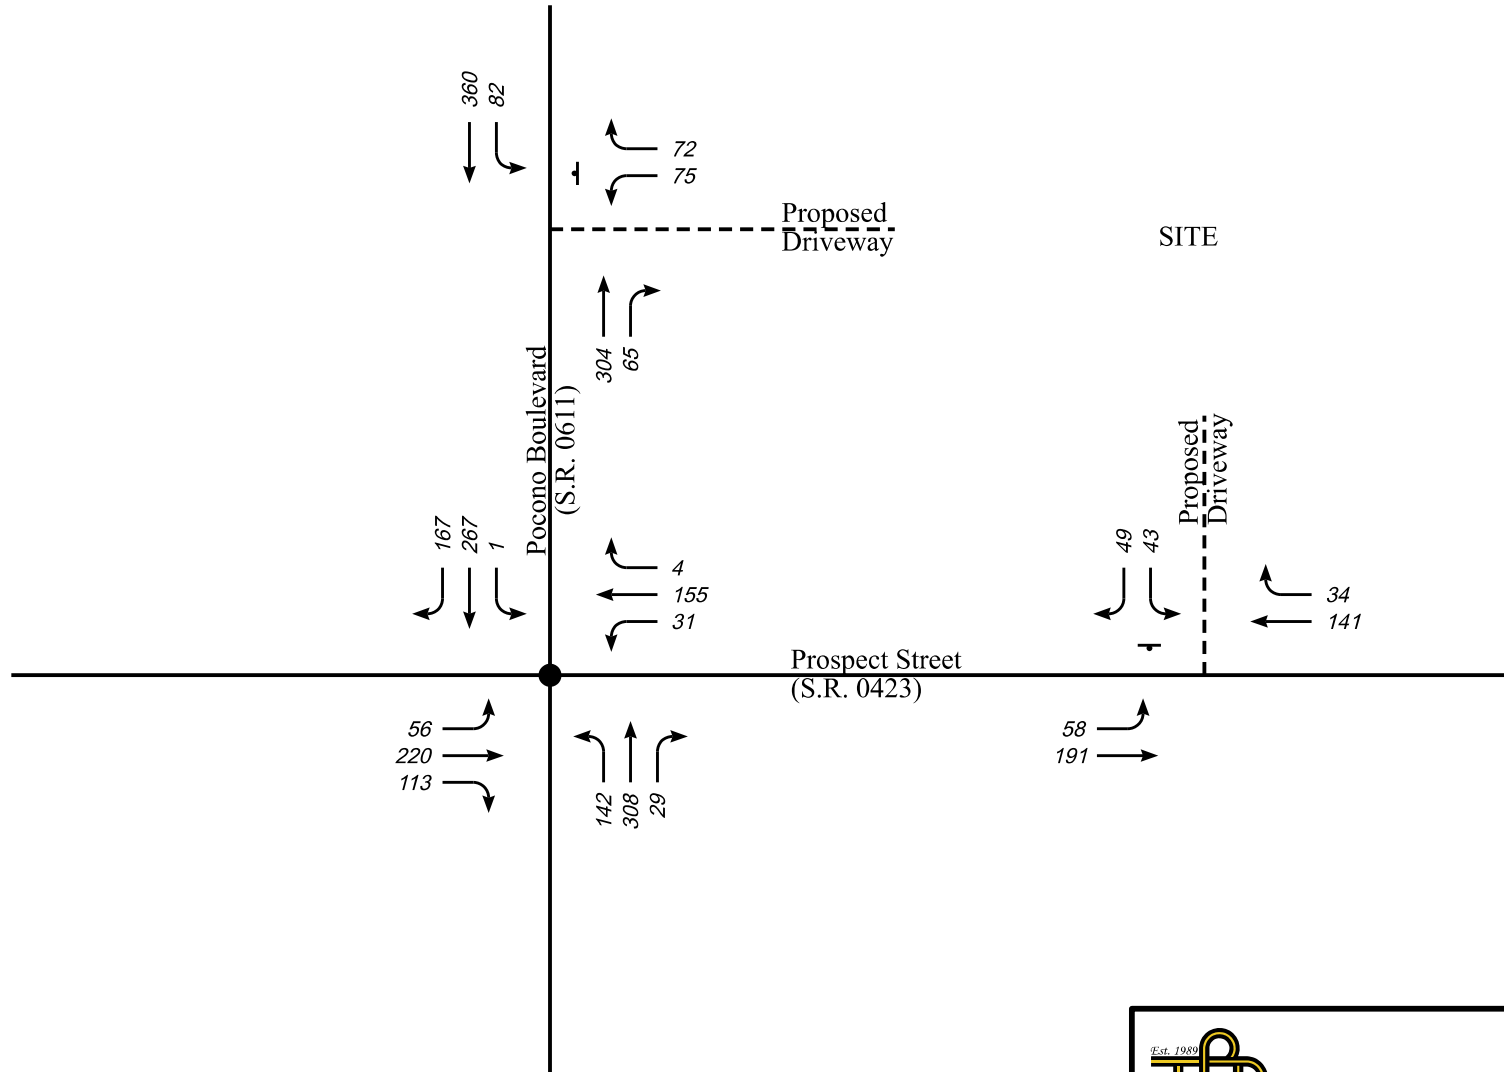 360
82
72
75
Proposed
Driveway
SITE
304
65
Pocono Boulevard
(S.R. 0611)
Proposed
Driveway
167
267
1
4
155
31
49
43
34
141
Prospect Street
(S.R. 0423)
56
220
113
142
308
29
58
191
Est. 1989